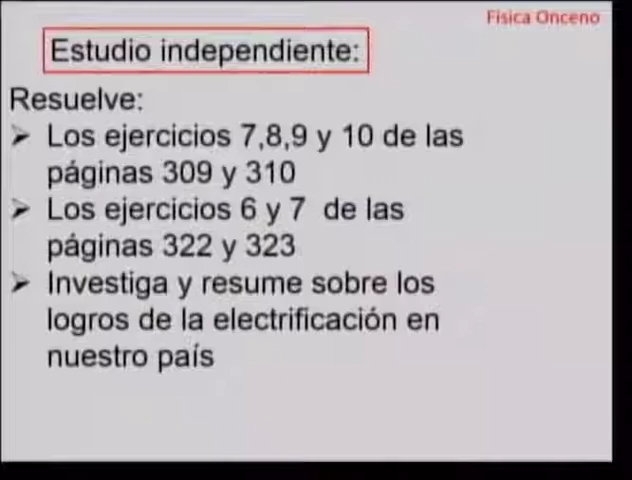 Física Onceno
Estudio independiente:
Resuelve:
➢ Los ejercicios 7,8,9 y 10 de las
páginas 309 y 310
➢ Los ejercicios 6 y 7 de las
páginas 322 y 323
➢ Investiga y resume sobre los
logros de la electrificación en
nuestro país